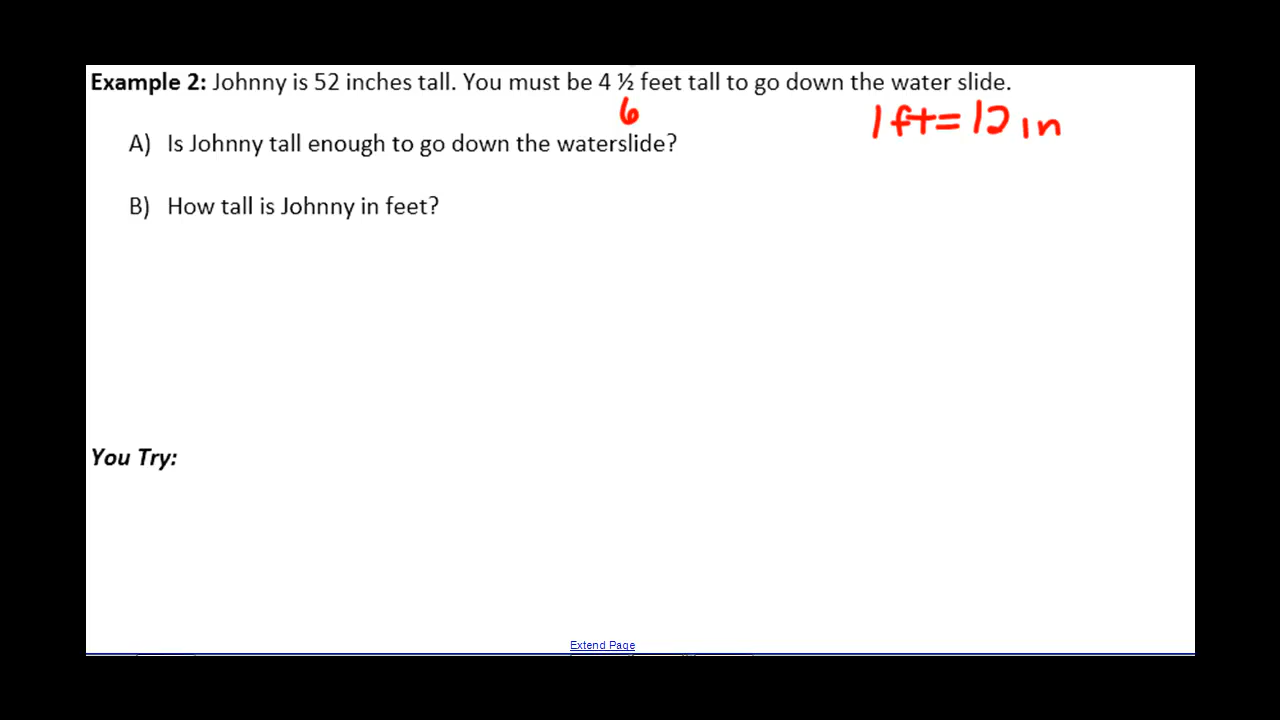 Example 2: Johnny is 52 inches tall. You must be 4 ½ feet tall to go down the water slide.
6
1 ft = 12 in
A) Is Johnny tall enough to go down the waterslide?
B) How tall is Johnny in feet?
You Try:
Extend Page